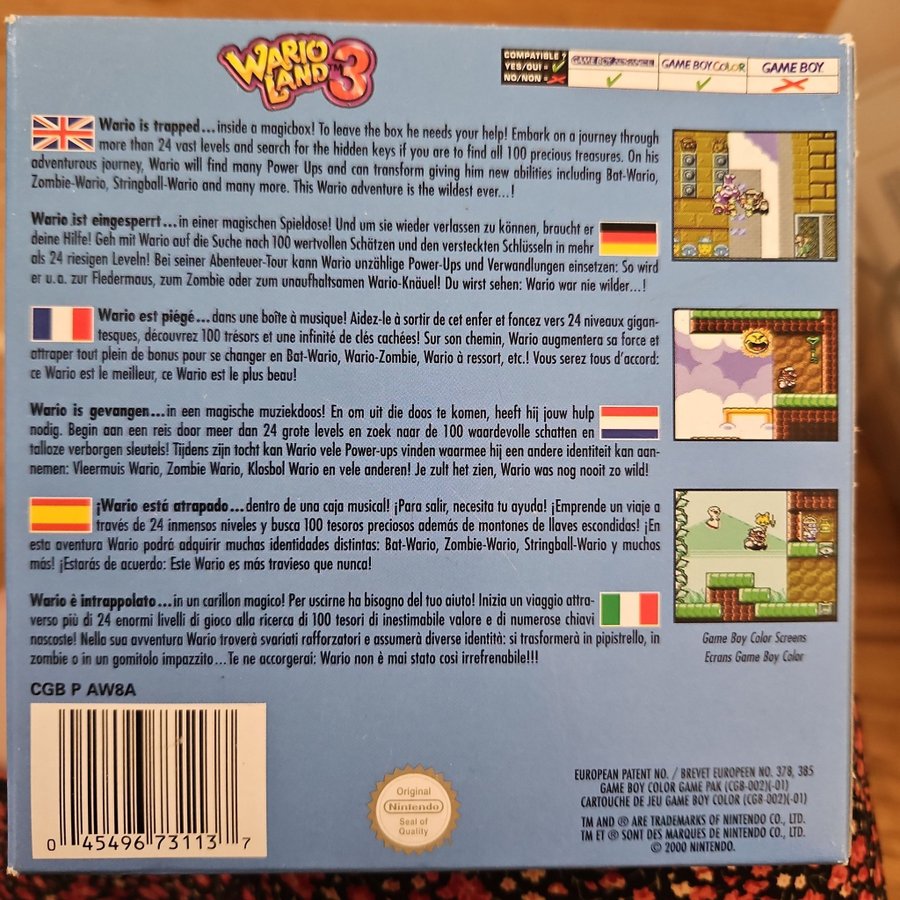 WARIO LAND™ 3
COMPATIBLE ?
YES/OUI = ✓
NO/NON = ✗
GAME BOY ADVANCE
GAME BOY COLOR
GAME BOY
Wario is trapped...inside a magicbox! To leave the box he needs your help! Embark on a journey through
more than 24 vast levels and search for the hidden keys if you are to find all 100 precious treasures. On his
adventurous journey, Wario will find many Power Ups and can transform giving him new abilities including Bat-Wario,
Zombie-Wario, Stringball-Wario and many more. This Wario adventure is the wildest ever...!
Wario ist eingesperrt...in einer magischen Spieldose! Und um sie wieder verlassen zu können, braucht er
deine Hilfe! Geh mit Wario auf die Suche nach 100 wertvollen Schätzen und den versteckten Schlüsseln in mehr
als 24 riesigen Leveln! Bei seiner Abenteuer-Tour kann Wario unzählige Power-Ups und Verwandlungen einsetzen: So wird
er u.a. zur Fledermaus, zum Zombie oder zum unaufhaltsamen Wario-Knäuel! Du wirst sehen: Wario war nie wilder...!
Wario est piégé...dans une boîte à musique! Aidez-le à sortir de cet enfer et foncez vers 24 niveaux gigan-
tesques, découvrez 100 trésors et une infinité de clés cachées! Sur son chemin, Wario augmentera sa force et
attraper tout plein de bonus pour se changer en Bat-Wario, Wario-Zombie, Wario à ressort, etc.! Vous serez tous d'accord:
ce Wario est le meilleur, ce Wario est le plus beau!
Wario is gevangen...in een magische muziekdoos! En om uit die doos te komen, heeft hij jouw hulp
nodig. Begin aan een reis door meer dan 24 grote levels en zoek naar de 100 waardevolle schatten en
talloze verborgen sleutels! Tijdens zijn tocht kan Wario vele Power-ups vinden waarmee hij een andere identiteit kan aan-
nemen: Vleermuis Wario, Zombie Wario, Klosbol Wario en vele anderen! Je zult het zien, Wario was nog nooit zo wild!
¡Wario está atrapado...dentro de una caja musical! ¡Para salir, necesita tu ayuda! ¡Emprende un viaje a
través de 24 inmensos niveles y busca 100 tesoros preciosos además de montones de llaves escondidas! ¡En
esta aventura Wario podrá adquirir muchas identidades distintas: Bat-Wario, Zombie-Wario, Stringball-Wario y muchos
más! ¡Estarás de acuerdo: Este Wario es más travieso que nunca!
Wario è intrappolato...in un carillon magico! Per uscirne ha bisogno del tuo aiuto! Inizia un viaggio attra-
verso più di 24 enormi livelli di gioco alla ricerca di 100 tesori di inestimabile valore e di numerose chiavi
nascoste! Nella sua avventura Wario troverà svariati rafforzatori e assumerà diverse identità: si trasformerà in pipistrello, in
zombie o in un gomitolo impazzito...Te ne accorgerai: Wario non è mai stato così irrefrenabile!!!
Game Boy Color Screens
Ecrans Game Boy Color
CGB P AW8A
0 45496 73113 7
Original
Nintendo
Seal of
Quality
EUROPEAN PATENT NO. / BREVET EUROPEEN NO. 378, 385
GAME BOY COLOR GAME PAK (CGB-002)(-01)
CARTOUCHE DE JEU GAME BOY COLOR (CGB-002)(-01)
TM AND ® ARE TRADEMARKS OF NINTENDO CO., LTD.
TM ET ® SONT DES MARQUES DE NINTENDO CO., LTD.
© 2000 NINTENDO.